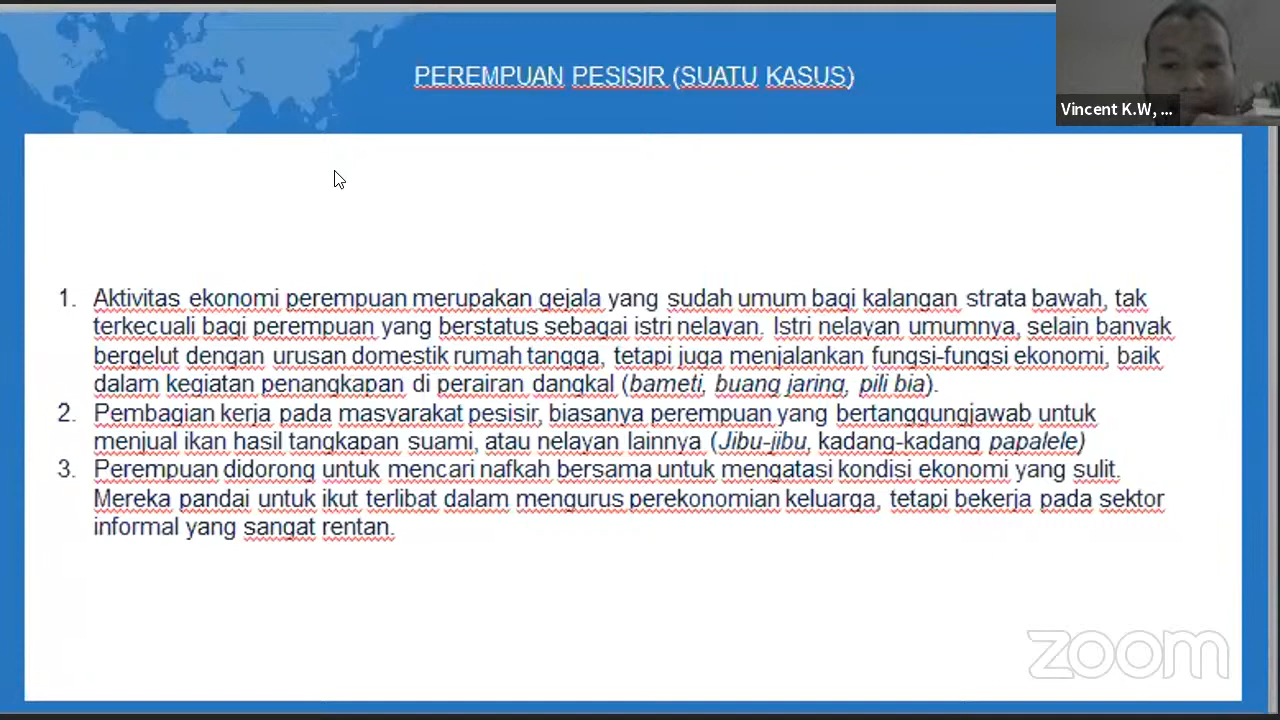 PEREMPUAN PESISIR (SUATU KASUS)
Vincent K.W, ...
1. Aktivitas ekonomi perempuan merupakan gejala yang sudah umum bagi kalangan strata bawah, tak
terkecuali bagi perempuan yang berstatus sebagai istri nelayan. Istri nelayan umumnya, selain banyak
bergelut dengan urusan domestik rumah tangga, tetapi juga menjalankan fungsi-fungsi ekonomi, baik
dalam kegiatan penangkapan di perairan dangkal (bameti, buang jaring, pili bia).
2. Pembagian kerja pada masyarakat pesisir, biasanya perempuan yang bertanggungjawab untuk
menjual ikan hasil tangkapan suami, atau nelayan lainnya (Jibu-jibu, kadang-kadang papalele)
3. Perempuan didorong untuk mencari nafkah bersama untuk mengatasi kondisi ekonomi yang sulit.
Mereka pandai untuk ikut terlibat dalam mengurus perekonomian keluarga, tetapi bekerja pada sektor
informal yang sangat rentan.
zoom